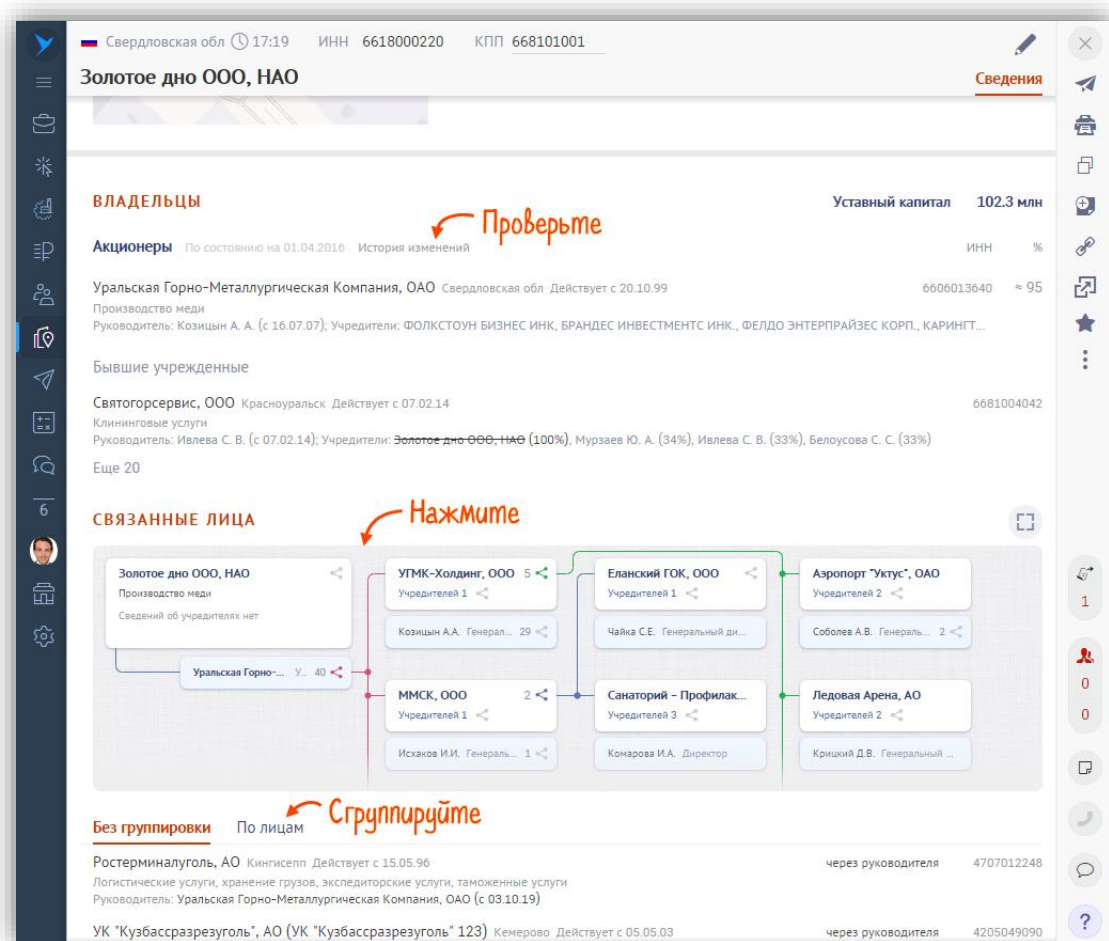 Свердловская обл 17:19 ИНН 6618000220 КПП 668101001
Золотое дно ООО, НАО
Сведения
ВЛАДЕЛЬЦЫ
Уставный капитал 102.3 млн
Проверьте
Акционеры По состоянию на 01.04.2016 История изменений
ИНН %
Уральская Горно-Металлургическая Компания, ОАО Свердловская обл Действует с 20.10.99
6606013640 ≈ 95
Производство меди
Руководитель: Козицын А. А. (с 16.07.07); Учредители: ФОЛКСТОУН БИЗНЕС ИНК, БРАНДЕС ИНВЕСТМЕНТС ИНК., ФЕЛДО ЭНТЕРПРАЙЗЕС КОРП., КАРИНГТ...
Бывшие учрежденные
Святогорсервис, ООО Красноуральск Действует с 07.02.14
6681004042
Клининговые услуги
Руководитель: Ивлева С. В. (с 07.02.14); Учредители: Золотое дно ООО, НАО (100%), Мурзаев Ю. А. (34%), Ивлева С. В. (33%), Белоусова С. С. (33%)
Еще 20
СВЯЗАННЫЕ ЛИЦА
Нажмите
Золотое дно ООО, НАО
Производство меди
Сведений об учредителях нет
Уральская Горно-... У... 40
УГМК-Холдинг, ООО 5
Учредителей 1
Козицын А.А. Генерал... 29
ММСК, ООО 2
Учредителей 1
Исхаков И.И. Генераль... 1
Еланский ГОК, ООО
Учредителей 1
Чайка С.Е. Генеральный ди...
Санаторий - Профилак...
Учредителей 3
Комарова И.А. Директор
Аэропорт "Уктус", ОАО
Учредителей 2
Соболев А.В. Генераль... 2
Ледовая Арена, АО
Учредителей 2
Крицкий Д.В. Генеральный ...
Сгруппируйте
Без группировки По лицам
Ростерминалуголь, АО Кингисепп Действует с 15.05.96
через руководителя 4707012248
Логистические услуги, хранение грузов, экспедиторские услуги, таможенные услуги
Руководитель: Уральская Горно-Металлургическая Компания, ОАО (с 03.10.19)
УК "Кузбассразрезуголь", АО (УК "Кузбассразрезуголь" 123) Кемерово Действует с 05.05.03
через руководителя 4205049090
6
1
0
0
?